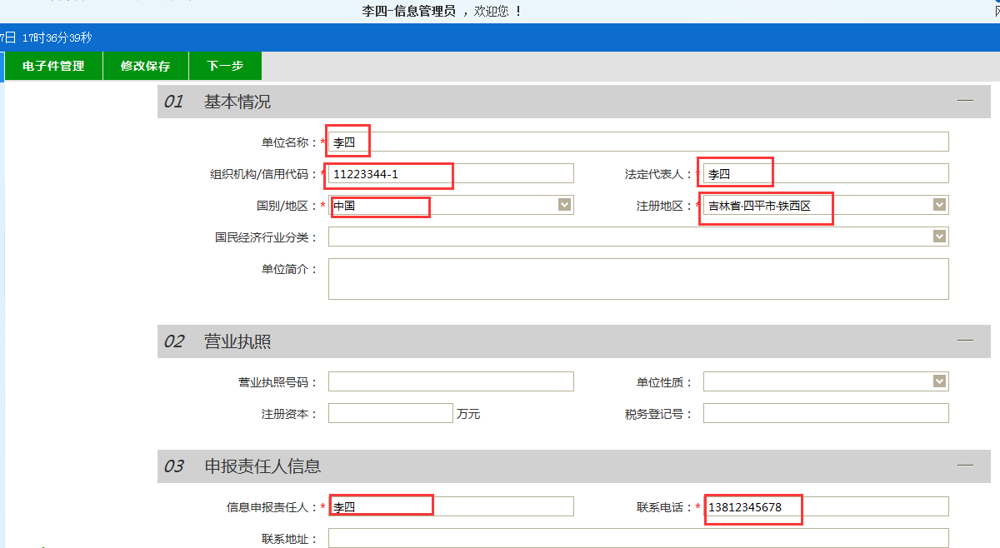 李四-信息管理员 ，欢迎您 ！
7日 17时36分39秒
电子件管理 修改保存 下一步
01 基本情况
单位名称：*李四
组织机构/信用代码：*11223344-1 法定代表人：*李四
国别/地区：*中国 注册地区：*吉林省·四平市·铁西区
国民经济行业分类：
单位简介：
02 营业执照
营业执照号码： 单位性质：
注册资本： 万元 税务登记号：
03 申报责任人信息
信息申报责任人：*李四 联系电话：*13812345678
联系地址：